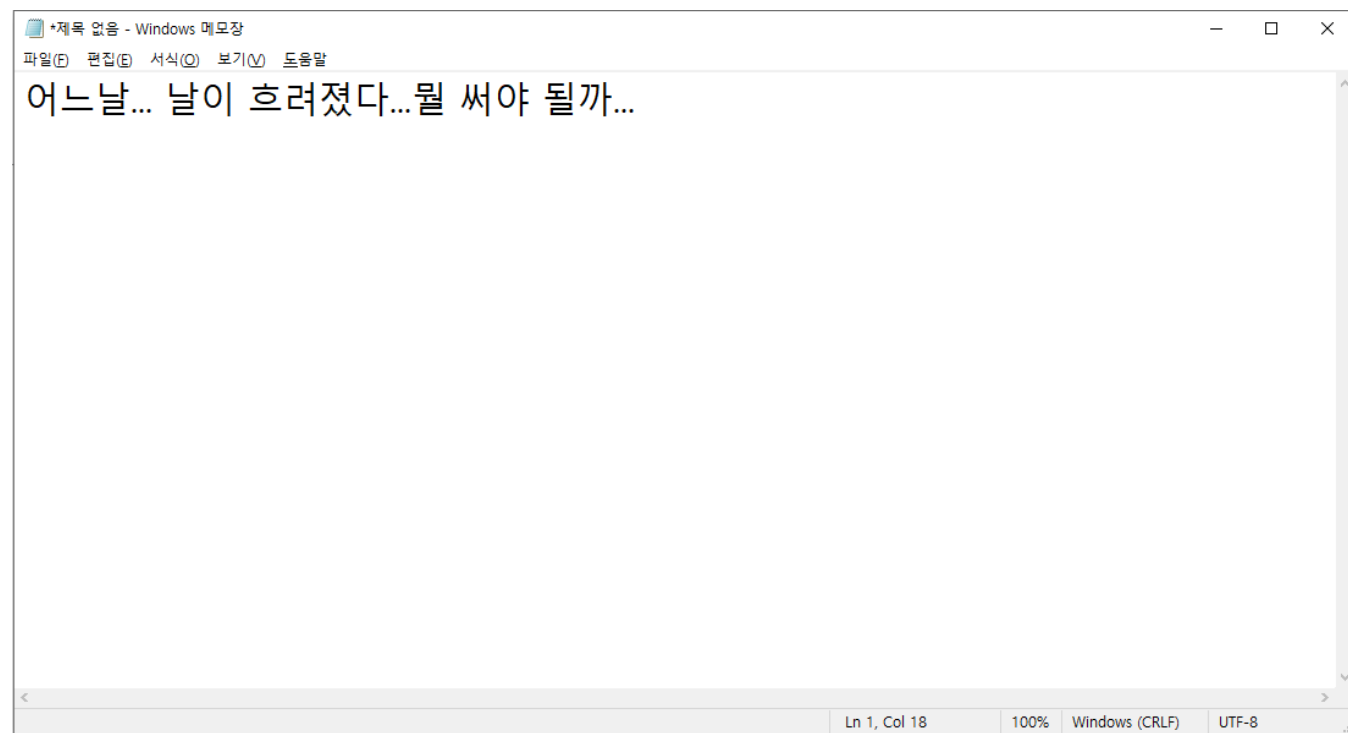 *제목 없음 - Windows 메모장
파일(F) 편집(E) 서식(O) 보기(V) 도움말
어느날... 날이 흐려졌다...뭘 써야 될까...
Ln 1, Col 18 100% Windows (CRLF) UTF-8